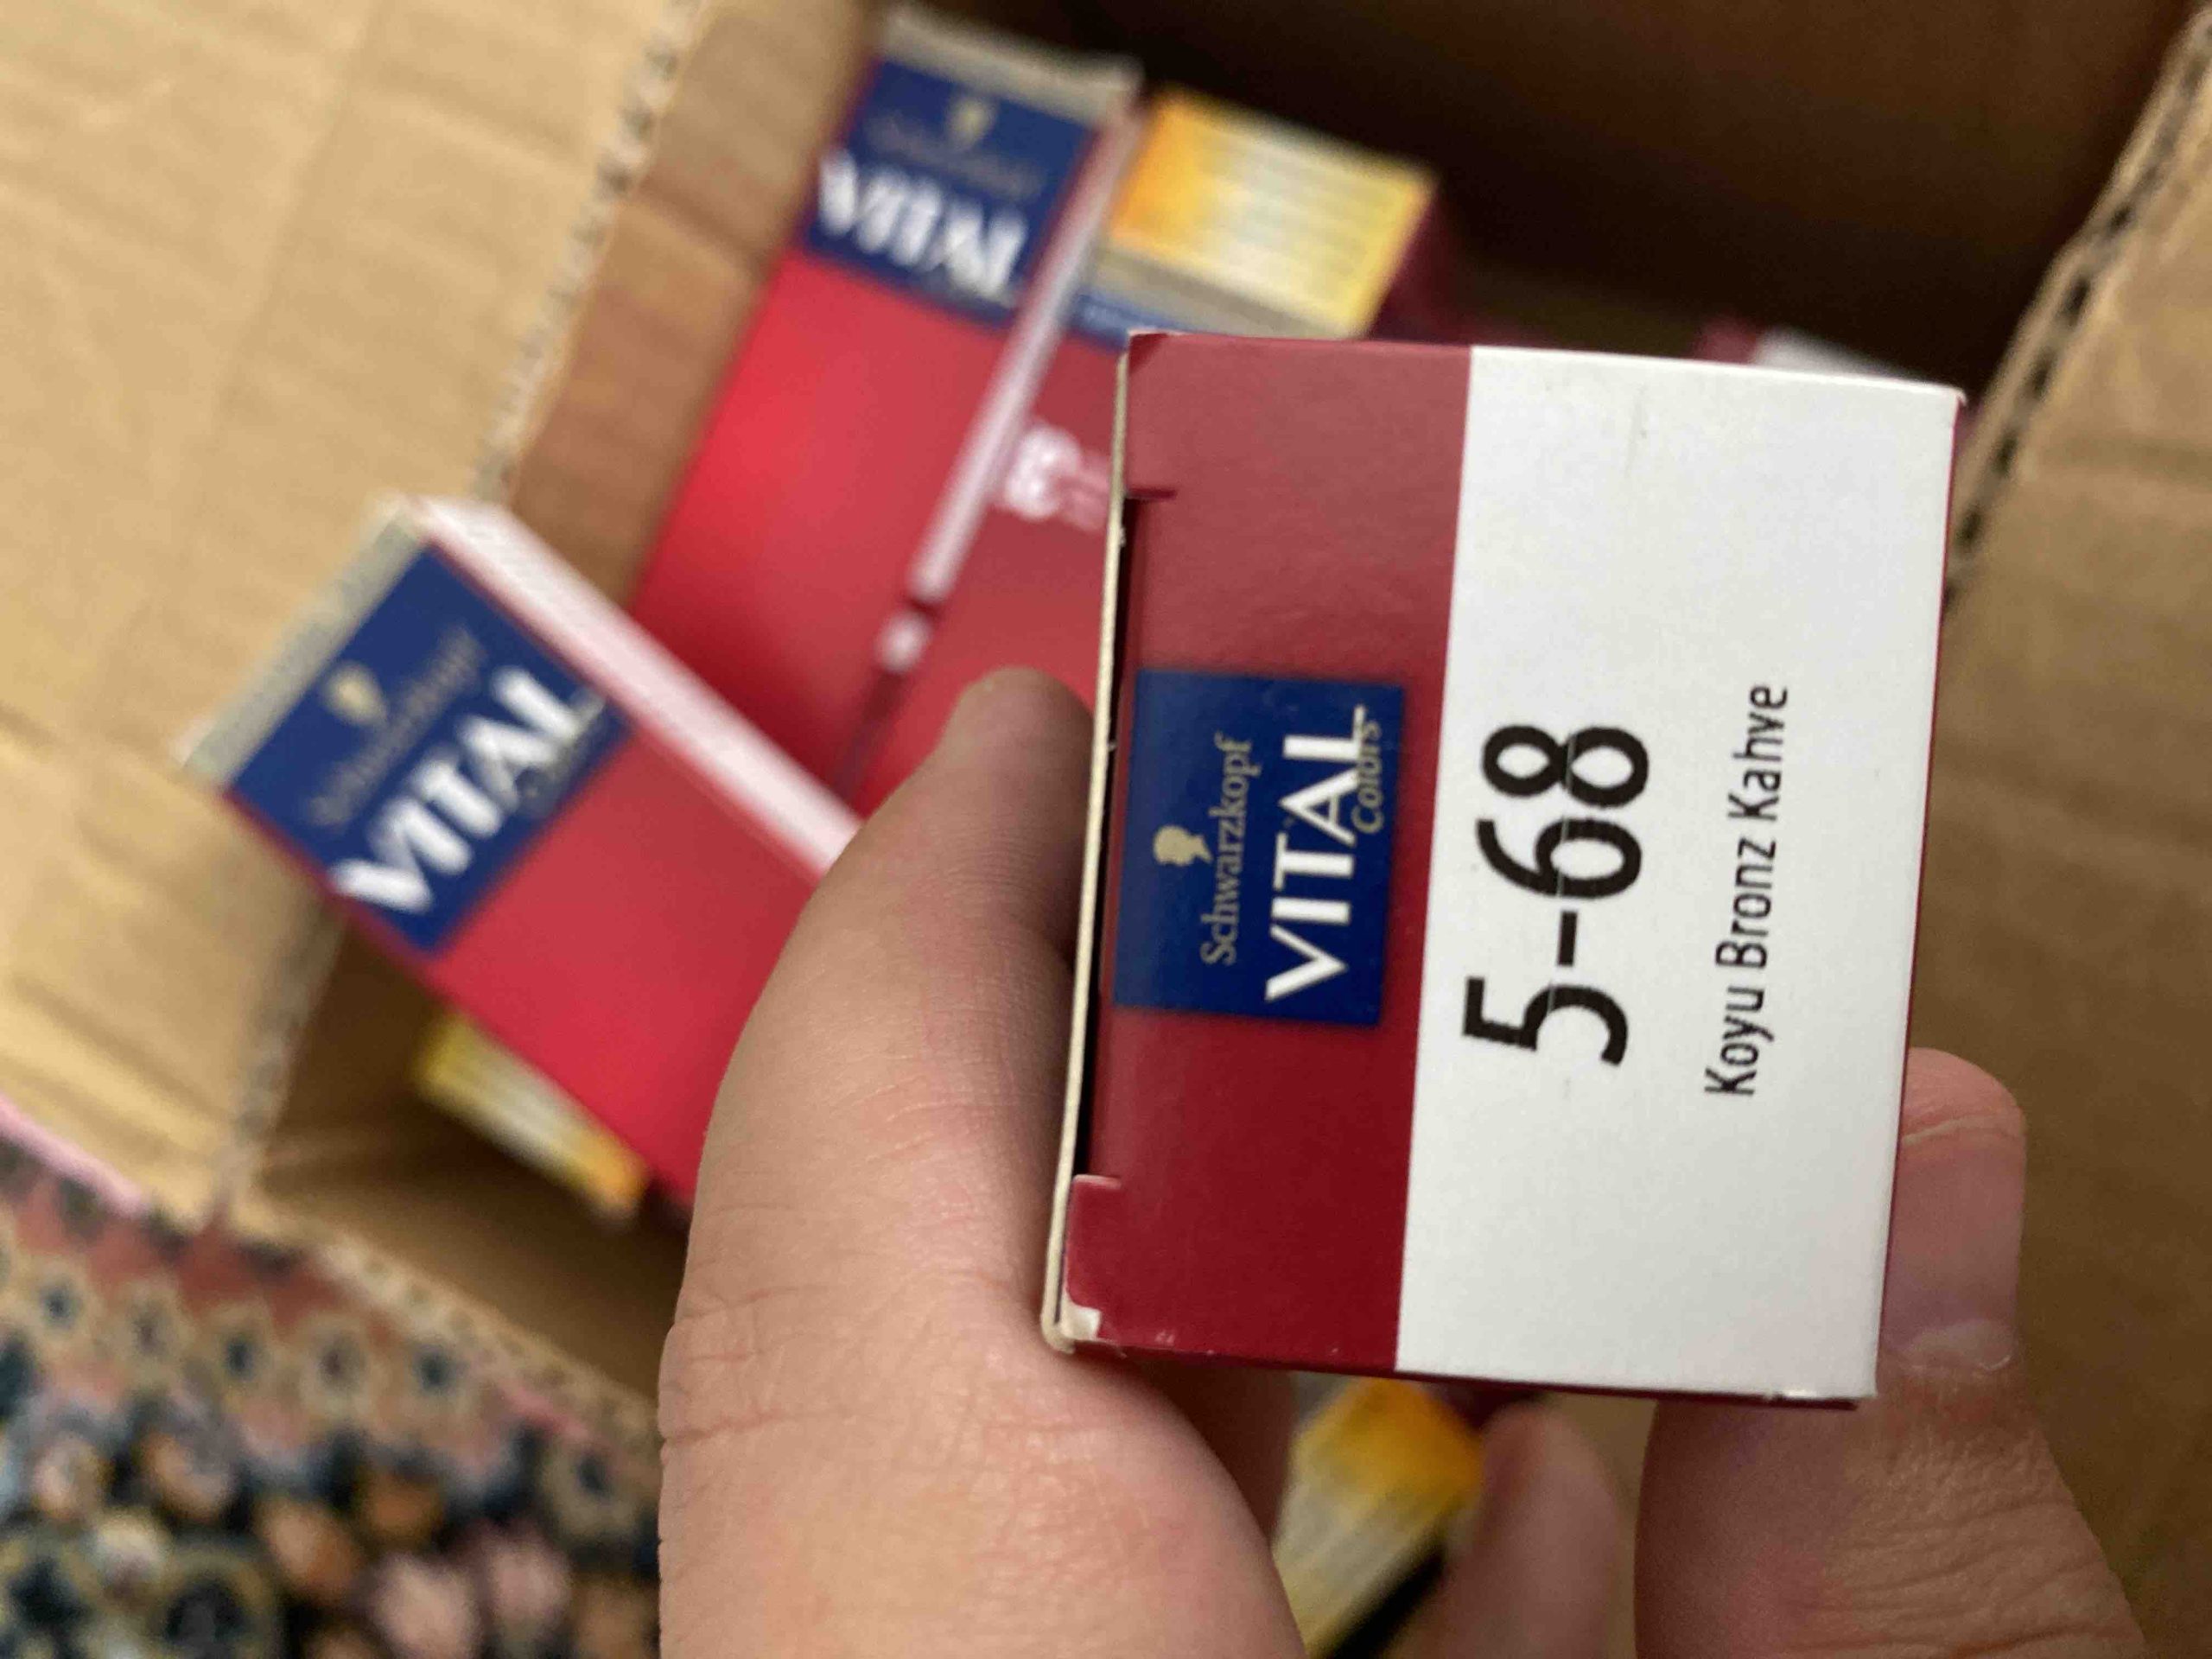 Schwarzkopf
VITAL
Colors
5-68
Koyu Bronz Kahve
VITAL
VITAL